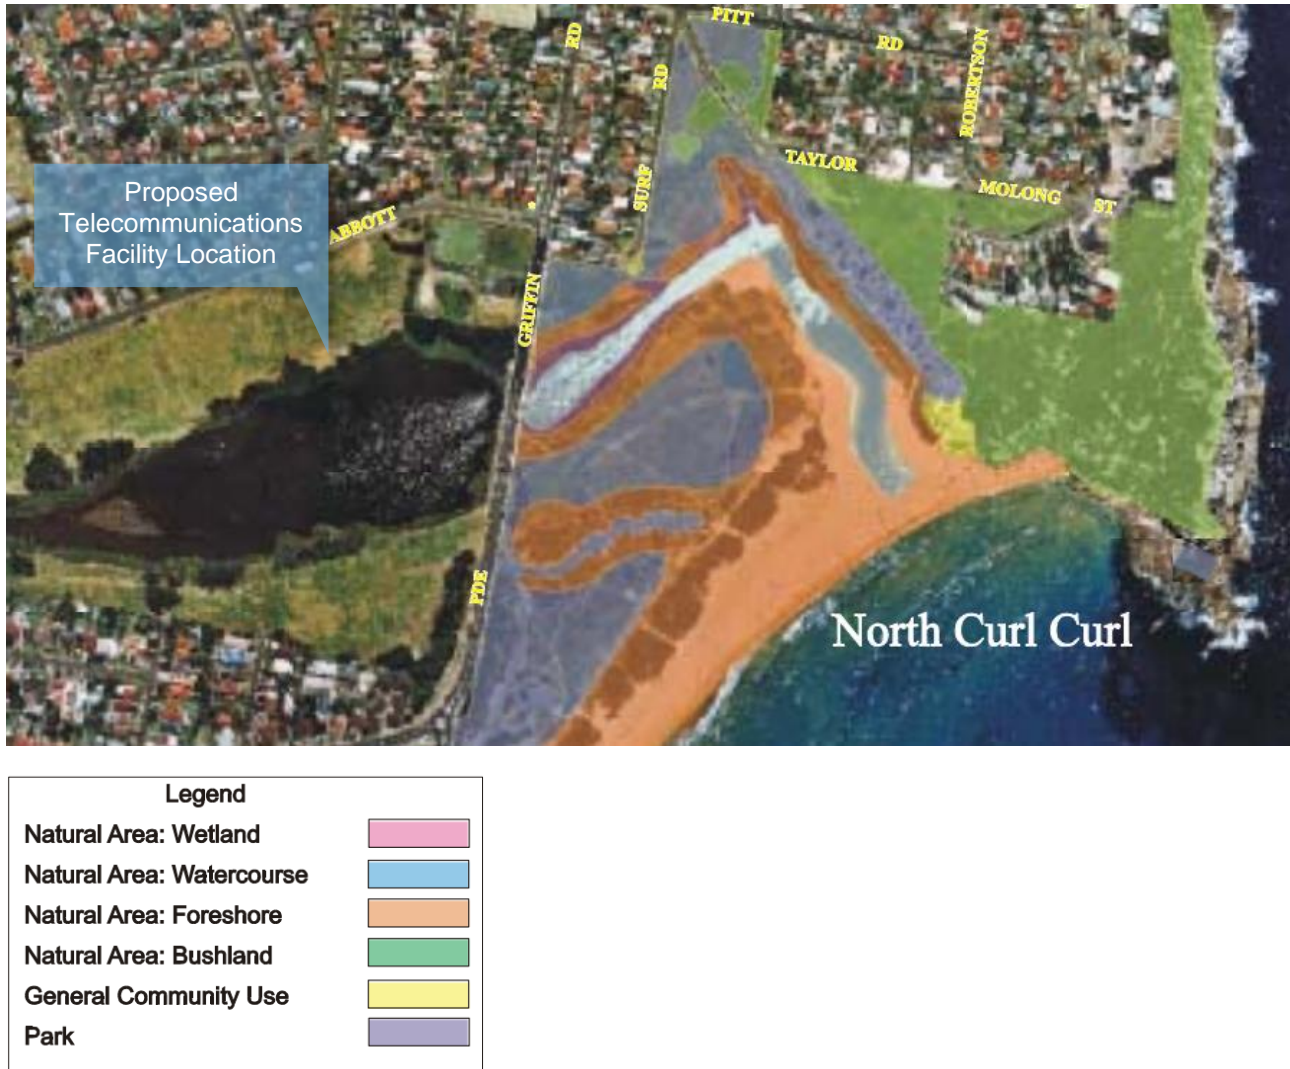 PITT
RD
RD
ROBERTSON
RD
TAYLOR
MOLONG
ST
SURF
Proposed
Telecommunications
Facility Location
ABBOTT
GRIFFIN
PDE
North Curl Curl
Legend
Natural Area: Wetland
Natural Area: Watercourse
Natural Area: Foreshore
Natural Area: Bushland
General Community Use
Park